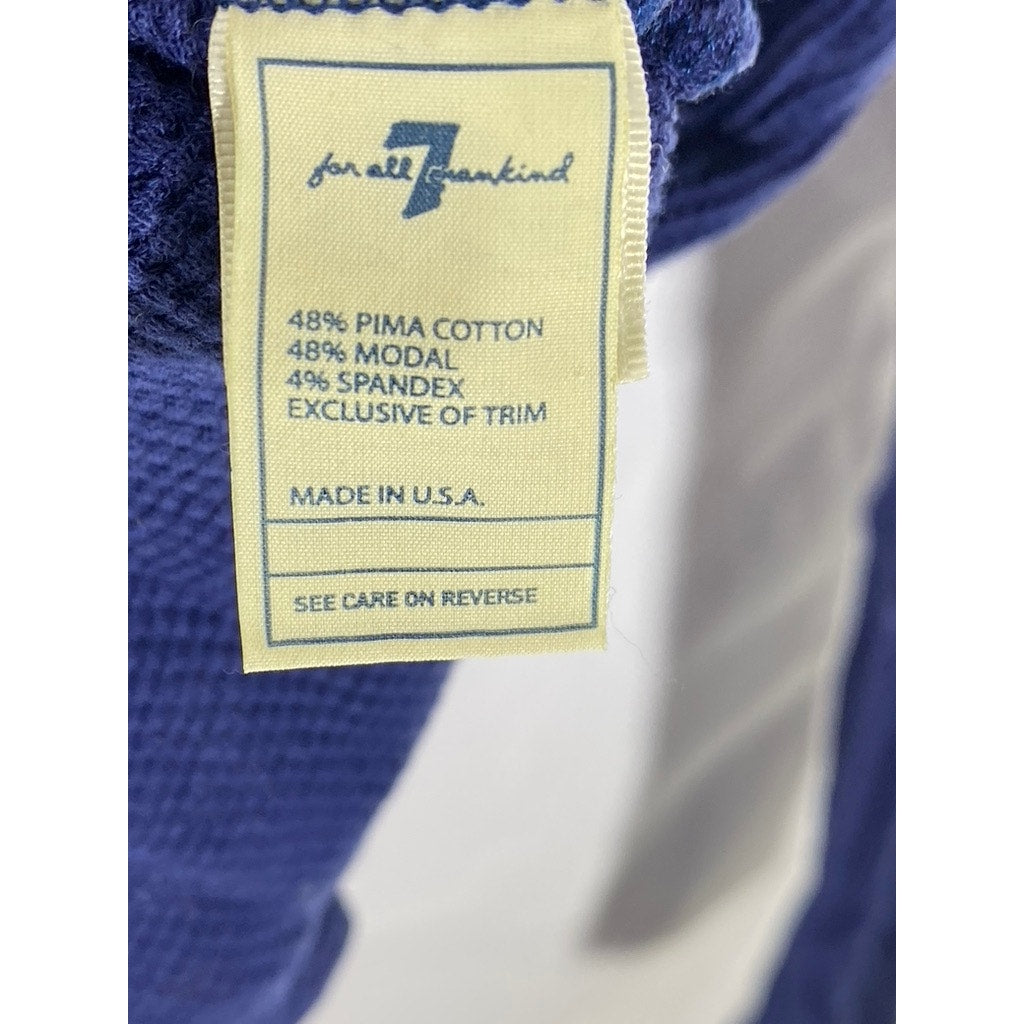 for all 7 mankind
48% PIMA COTTON
48% MODAL
4% SPANDEX
EXCLUSIVE OF TRIM
MADE IN U.S.A.
SEE CARE ON REVERSE